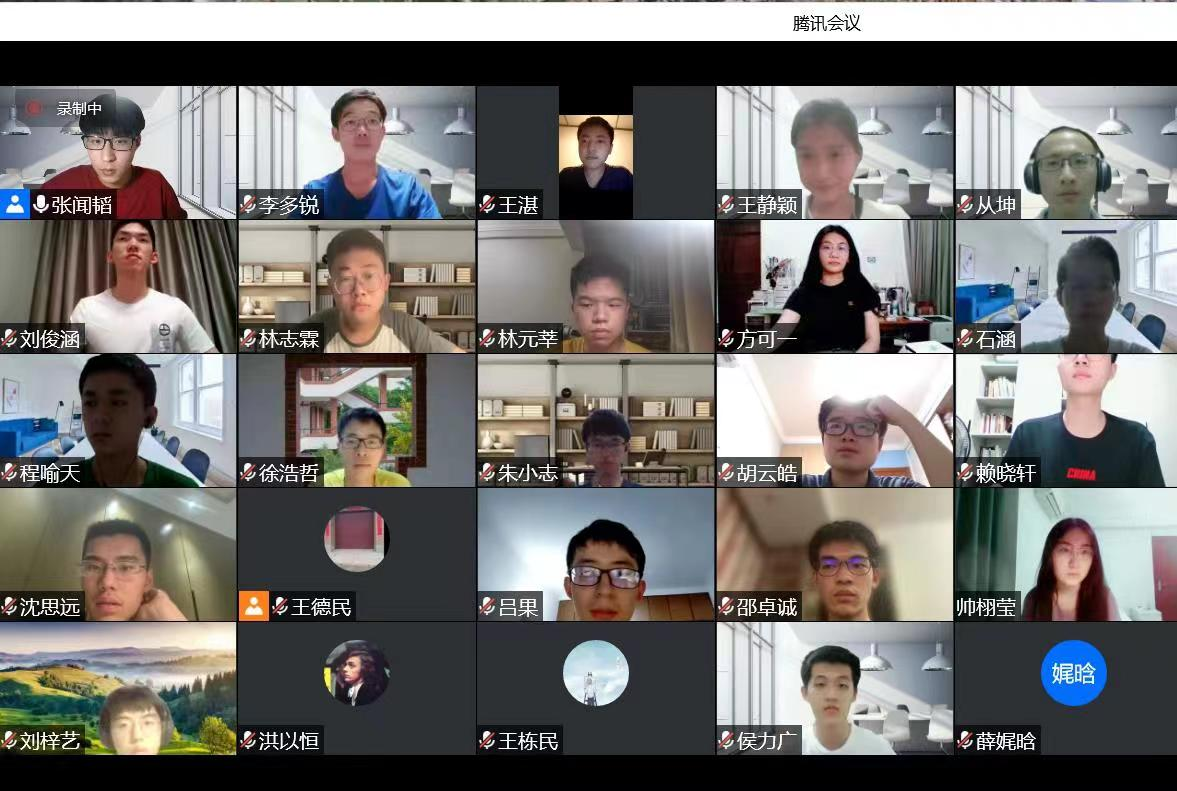 腾讯会议
录制中
张闻韬
李多锐
王湛
王静颖
从坤
刘俊涵
林志霖
林元莘
方可一
石涵
程喻天
徐浩哲
朱小志
胡云皓
赖晓轩
CHINA
沈思远
王德民
吕果
邵卓诚
帅栩莹
刘梓艺
洪以恒
王栋民
侯力广
娓晗
薛娓晗